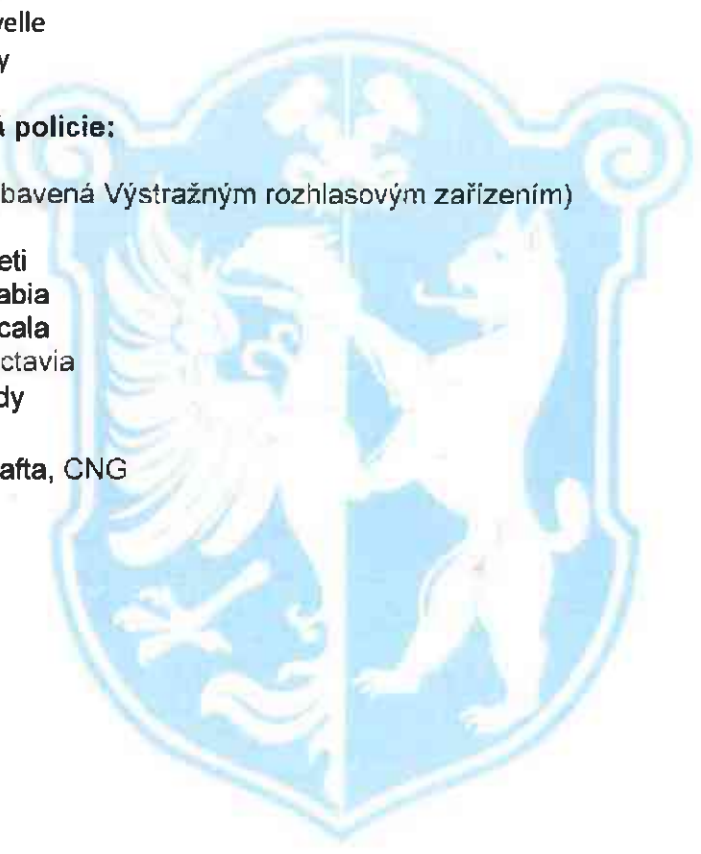 velle
y
á policie:
bavená Výstražným rozhlasovým zařízením)
eti
abia
cala
ctavia
dy
afta, CNG